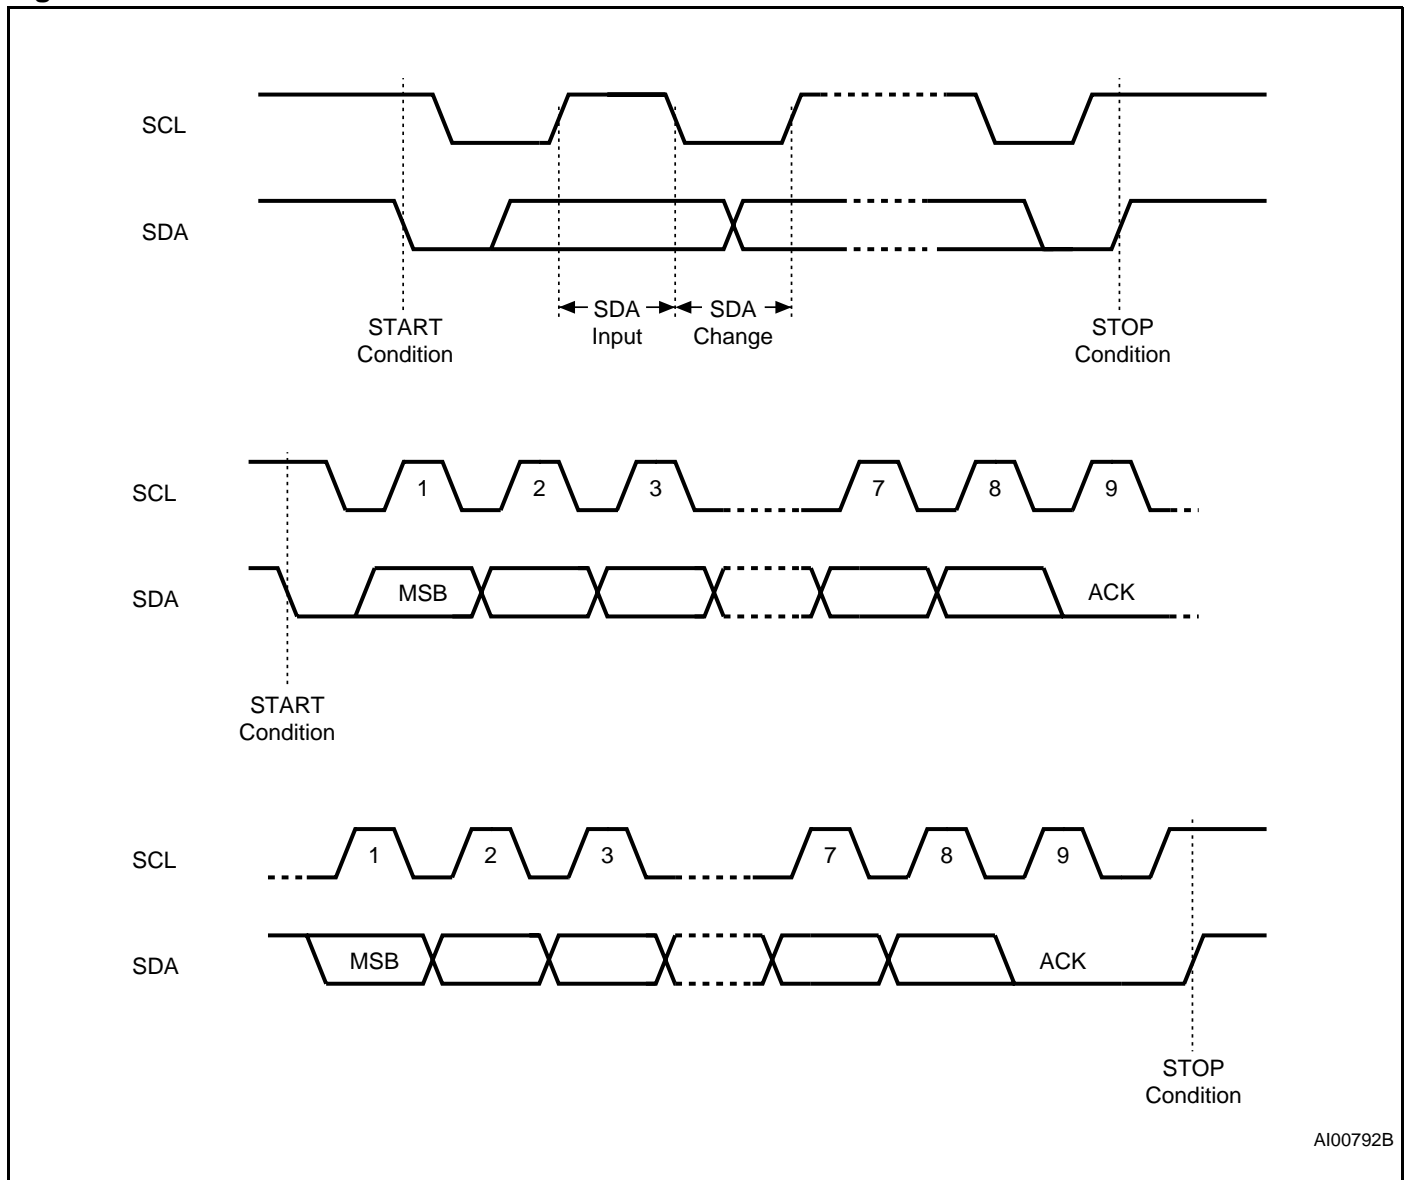 SCL
SDA
START
Condition
SDA
Input
SDA
Change
STOP
Condition
SCL
1 2 3 7 8 9
SDA
MSB ACK
START
Condition
SCL
1 2 3 7 8 9
SDA
MSB ACK
STOP
Condition
AI00792B